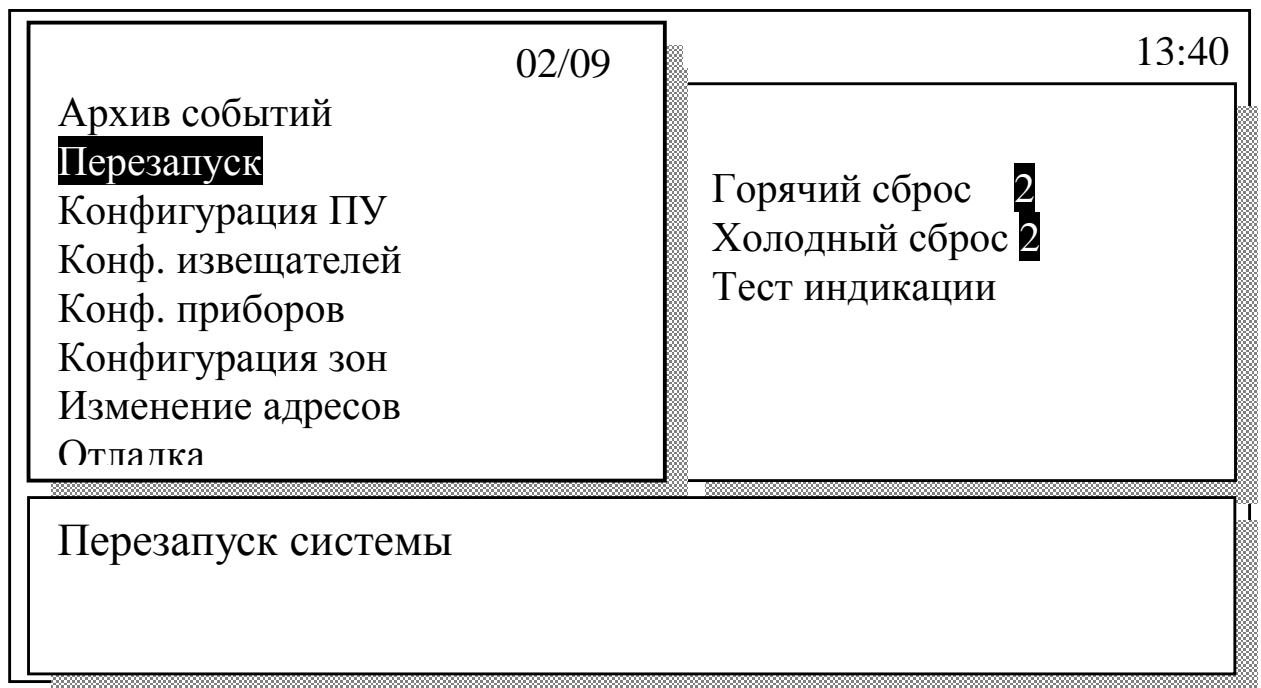 02/09
13:40
Архив событий
Перезапуск
Конфигурация ПУ
Конф. извещателей
Конф. приборов
Конфигурация зон
Изменение адресов
Отладка
Горячий сброс 2
Холодный сброс 2
Тест индикации
Перезапуск системы